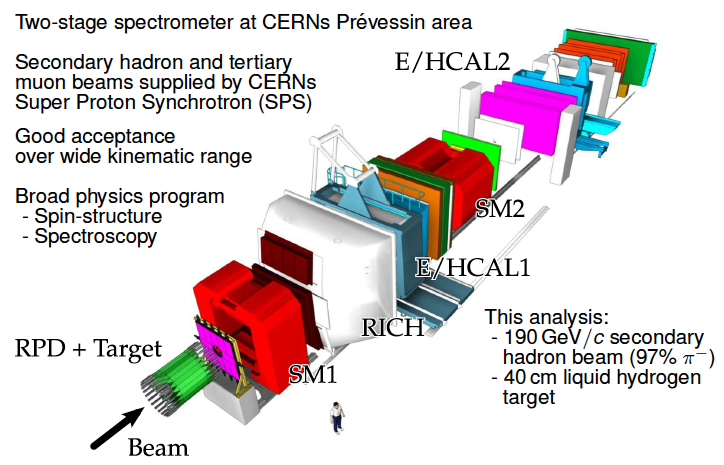 Two-stage spectrometer at CERNs Prévessin area
Secondary hadron and tertiary
muon beams supplied by CERNs
Super Proton Synchrotron (SPS)
Good acceptance
over wide kinematic range
Broad physics program
- Spin-structure
- Spectroscopy
E/HCAL2
SM2
E/HCAL1
RICH
SM1
RPD + Target
Beam
This analysis:
- 190 GeV/c secondary
hadron beam (97% π⁻)
- 40 cm liquid hydrogen
target